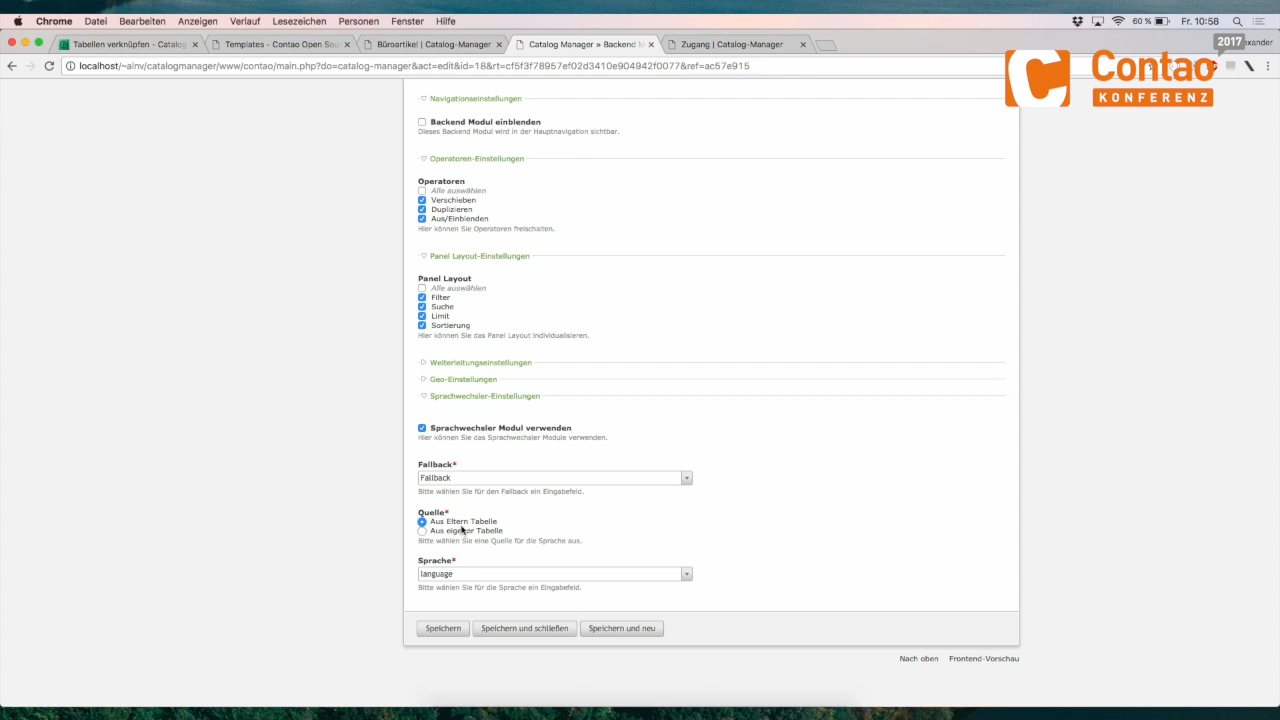 Chrome Datei Bearbeiten Anzeigen Verlauf Lesezeichen Personen Fenster Hilfe 60 % Fr. 10:58
Tabellen verknüpfen - Catalog Templates - Contao Open Sour Büroartikel | Catalog-Manager Catalog Manager » Backend M Zugang | Catalog-Manager exander
2017
localhost/~ainv/catalogmanager/www/contao/main.php?do=catalog-manager&act=edit&id=18&rt=cf5f3f78957ef02d3410e904942f0077&ref=ac57e915
Contao
KONFERENZ
Navigationseinstellungen
Backend Modul einblenden
Dieses Backend Modul wird in der Hauptnavigation sichtbar.
Operatoren-Einstellungen
Operatoren
Alle auswählen
Verschieben
Duplizieren
Aus/Einblenden
Hier können Sie Operatoren freischalten.
Panel Layout-Einstellungen
Panel Layout
Alle auswählen
Filter
Suche
Limit
Sortierung
Hier können Sie das Panel Layout individualisieren.
Weiterleitungseinstellungen
Geo-Einstellungen
Sprachwechsler-Einstellungen
Sprachwechsler Modul verwenden
Hier können Sie das Sprachwechsler Module verwenden.
Fallback*
Fallback
Bitte wählen Sie für den Fallback ein Eingabefeld.
Quelle*
Aus Eltern Tabelle
Aus eigener Tabelle
Bitte wählen Sie eine Quelle für die Sprache aus.
Sprache*
language
Bitte wählen Sie für die Sprache ein Eingabefeld.
Speichern Speichern und schließen Speichern und neu
Nach oben Frontend-Vorschau